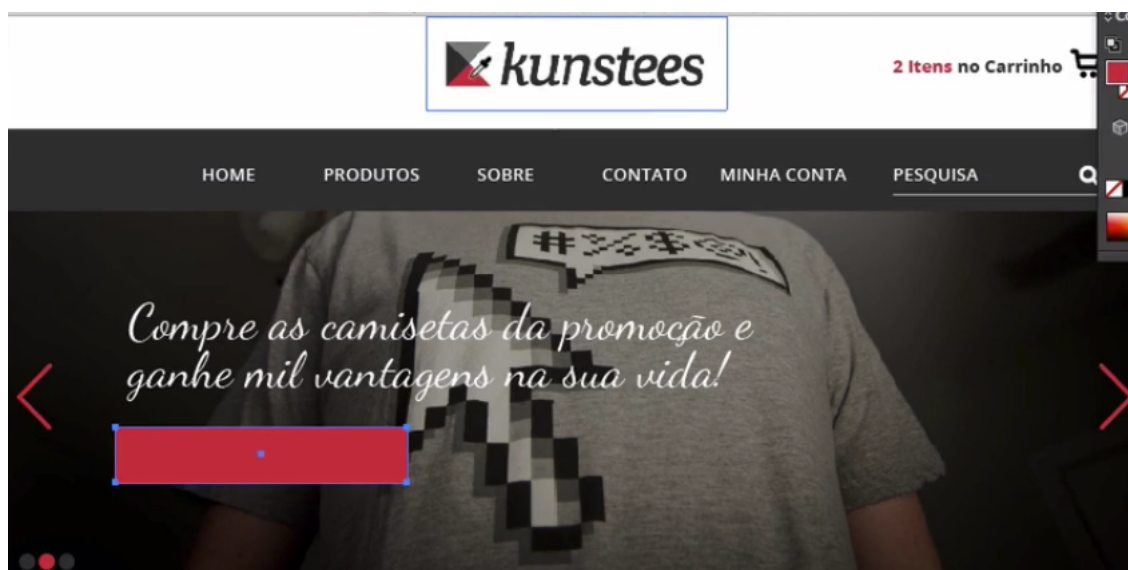 kunstees
2 Itens no Carrinho
HOME PRODUTOS SOBRE CONTATO MINHA CONTA PESQUISA
#%$@!
Compre as camisetas da promoção e
ganhe mil vantagens na sua vida!